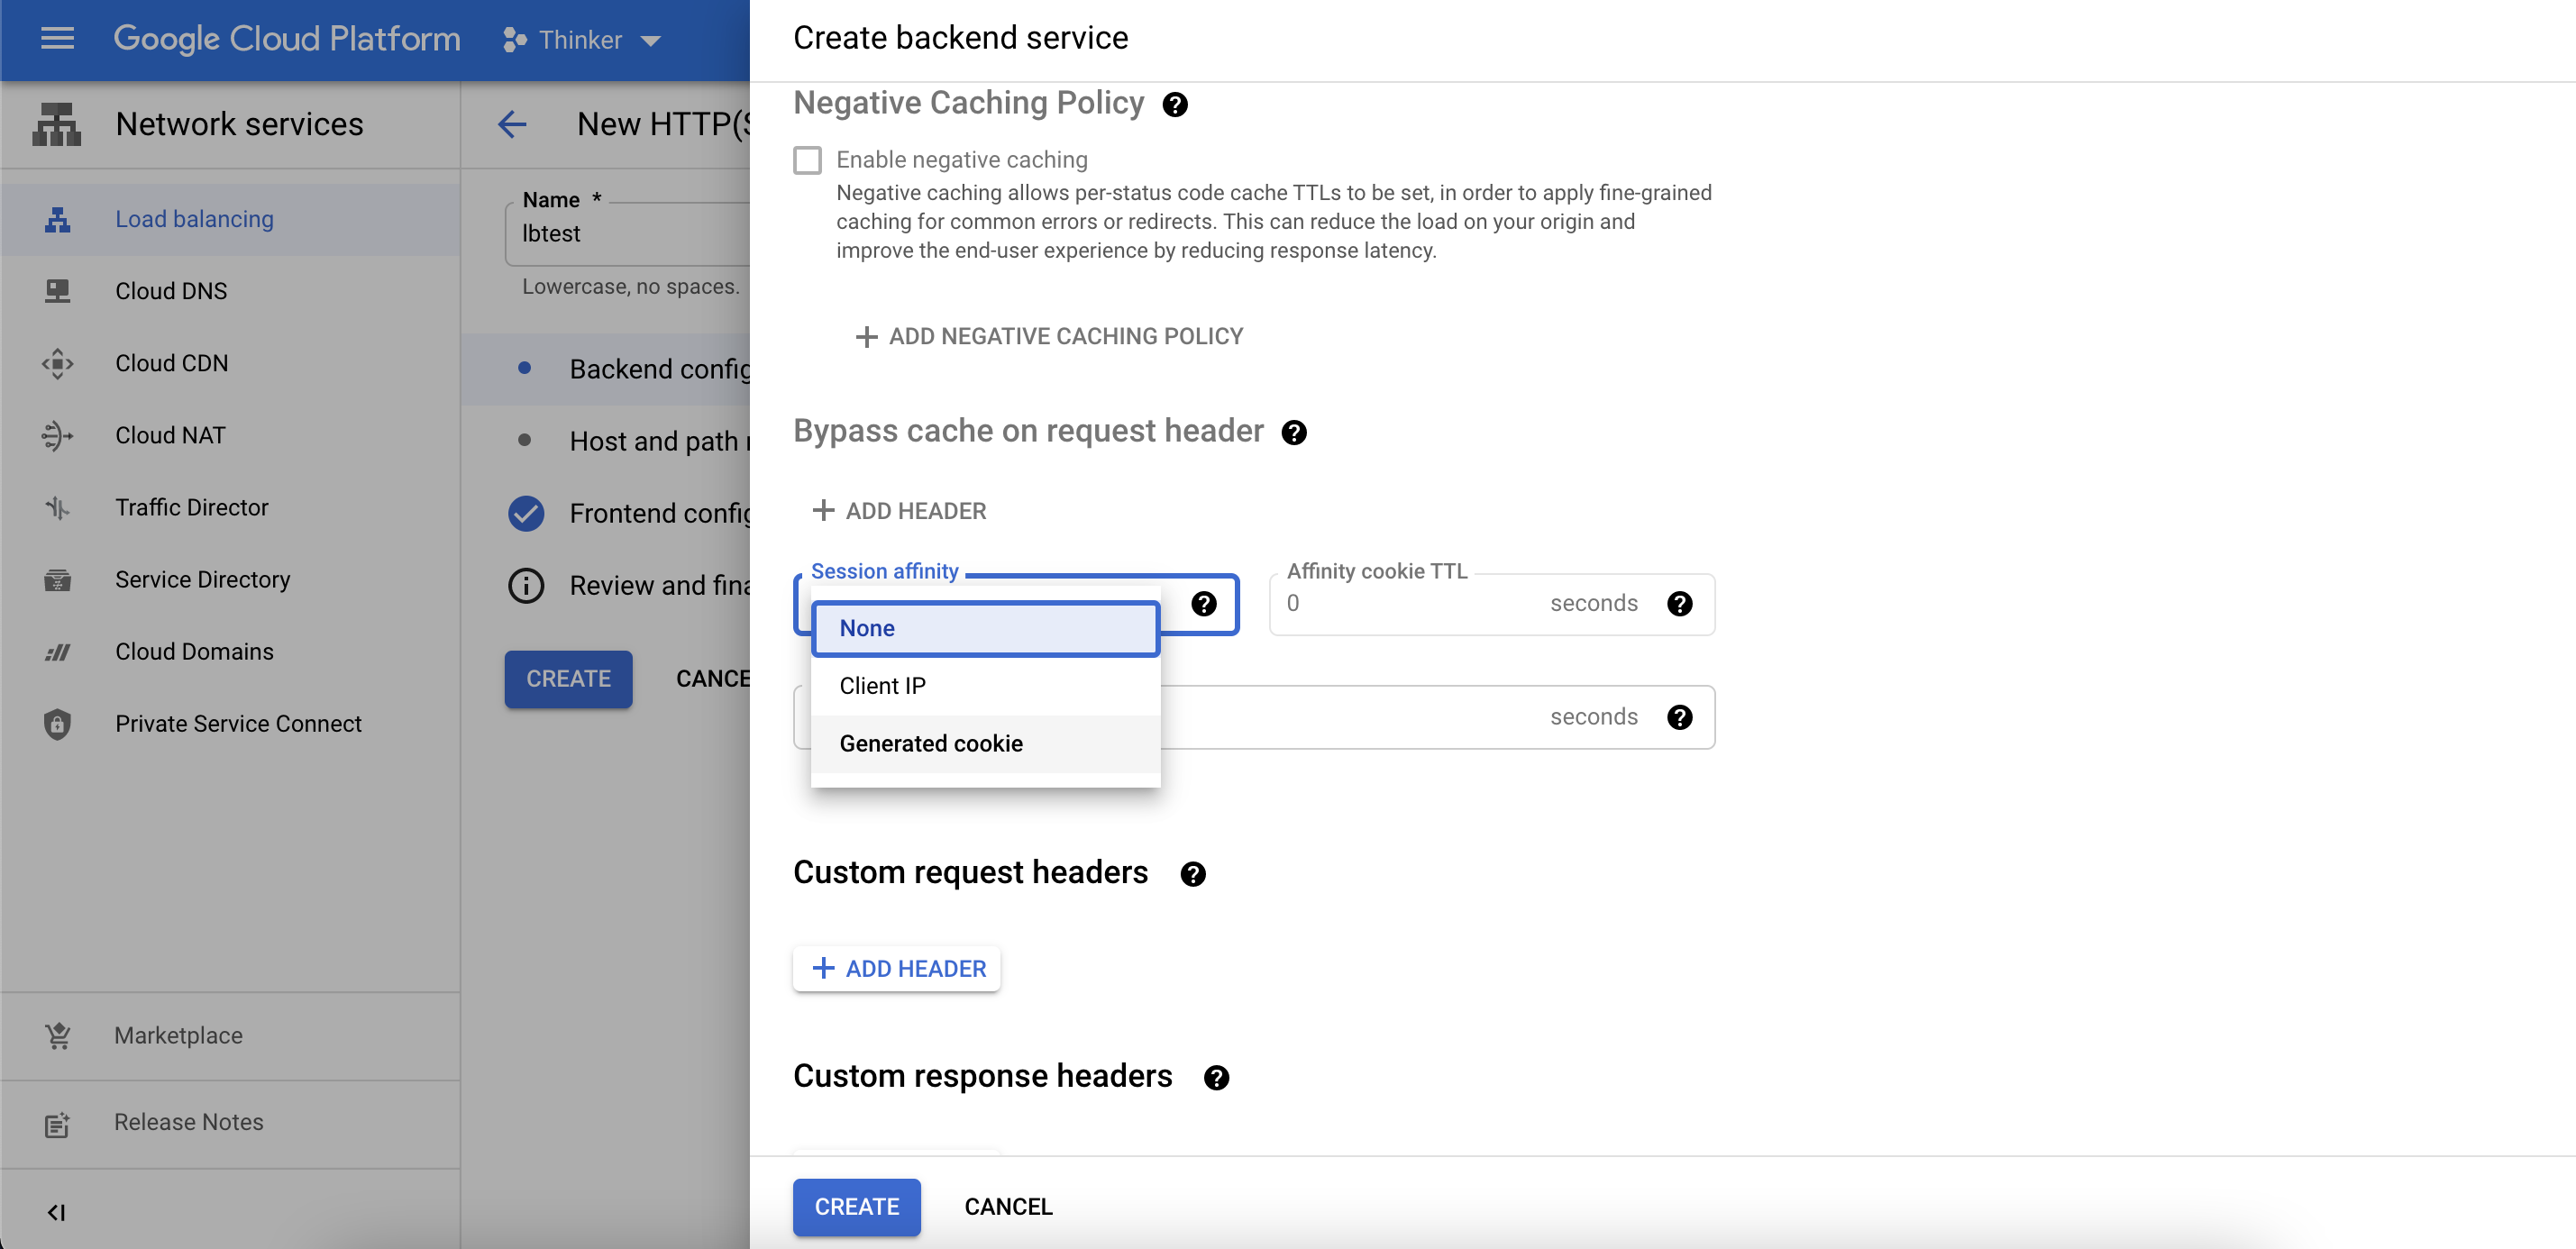 Google Cloud Platform
Thinker
Network services
Load balancing
Cloud DNS
Cloud CDN
Cloud NAT
Traffic Director
Service Directory
Cloud Domains
Private Service Connect
Marketplace
Release Notes
New HTTP(S
Name *
lbtest
Lowercase, no spaces.
Backend config
Host and path r
Frontend config
Review and fina
CREATE
CANCE
Create backend service
Negative Caching Policy
Enable negative caching
Negative caching allows per-status code cache TTLs to be set, in order to apply fine-grained
caching for common errors or redirects. This can reduce the load on your origin and
improve the end-user experience by reducing response latency.
ADD NEGATIVE CACHING POLICY
Bypass cache on request header
ADD HEADER
Session affinity
None
Client IP
Generated cookie
Affinity cookie TTL
0 seconds
seconds
Custom request headers
ADD HEADER
Custom response headers
CREATE
CANCEL